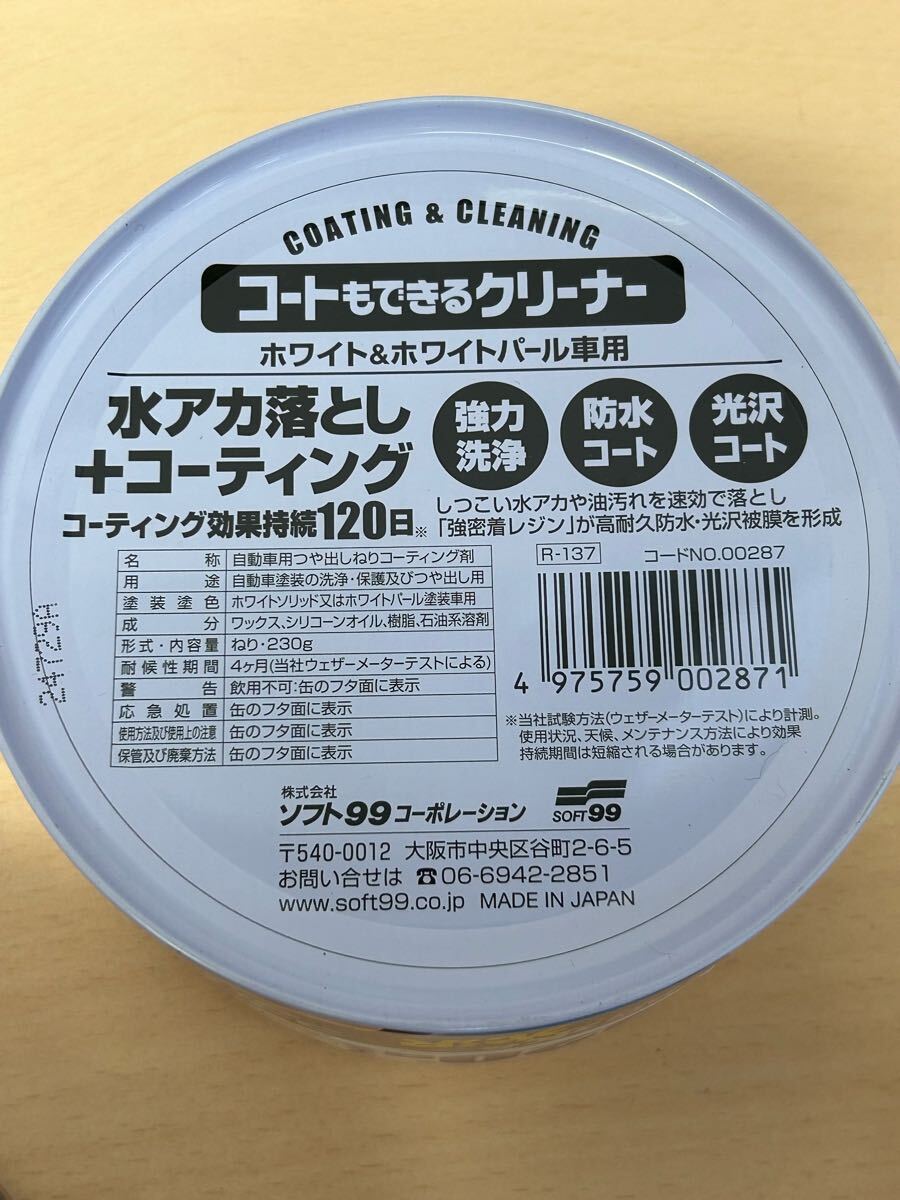 COATING & CLEANING
コートもできるクリーナー
ホワイト&ホワイトパール車用
水アカ落とし
+コーティング
コーティング効果持続120日※
強力
洗浄
防水
コート
光沢
コート
しつこい水アカや油汚れを速効で落とし
「強密着レジン」が高耐久防水・光沢被膜を形成
名称 自動車用つや出しねりコーティング剤
用途 自動車塗装の洗浄・保護及びつや出し用
塗装塗色 ホワイトソリッド又はホワイトパール塗装車用
成分 ワックス、シリコーンオイル、樹脂、石油系溶剤
形式・内容量 ねり・230g
耐候性期間 4ヶ月(当社ウェザーメーターテストによる)
警告 飲用不可:缶のフタ面に表示
応急処置 缶のフタ面に表示
使用方法及び使用上の注意 缶のフタ面に表示
保管及び廃棄方法 缶のフタ面に表示
R-137 コードNO.00287
4 975759 002871
※当社試験方法(ウェザーメーターテスト)により計測。
使用状況、天候、メンテナンス方法により効果
持続期間は短縮される場合があります。
株式会社
ソフト99コーポレーション
SOFT99
〒540-0012 大阪市中央区谷町2-6-5
お問い合せは ☎06-6942-2851
www.soft99.co.jp MADE IN JAPAN